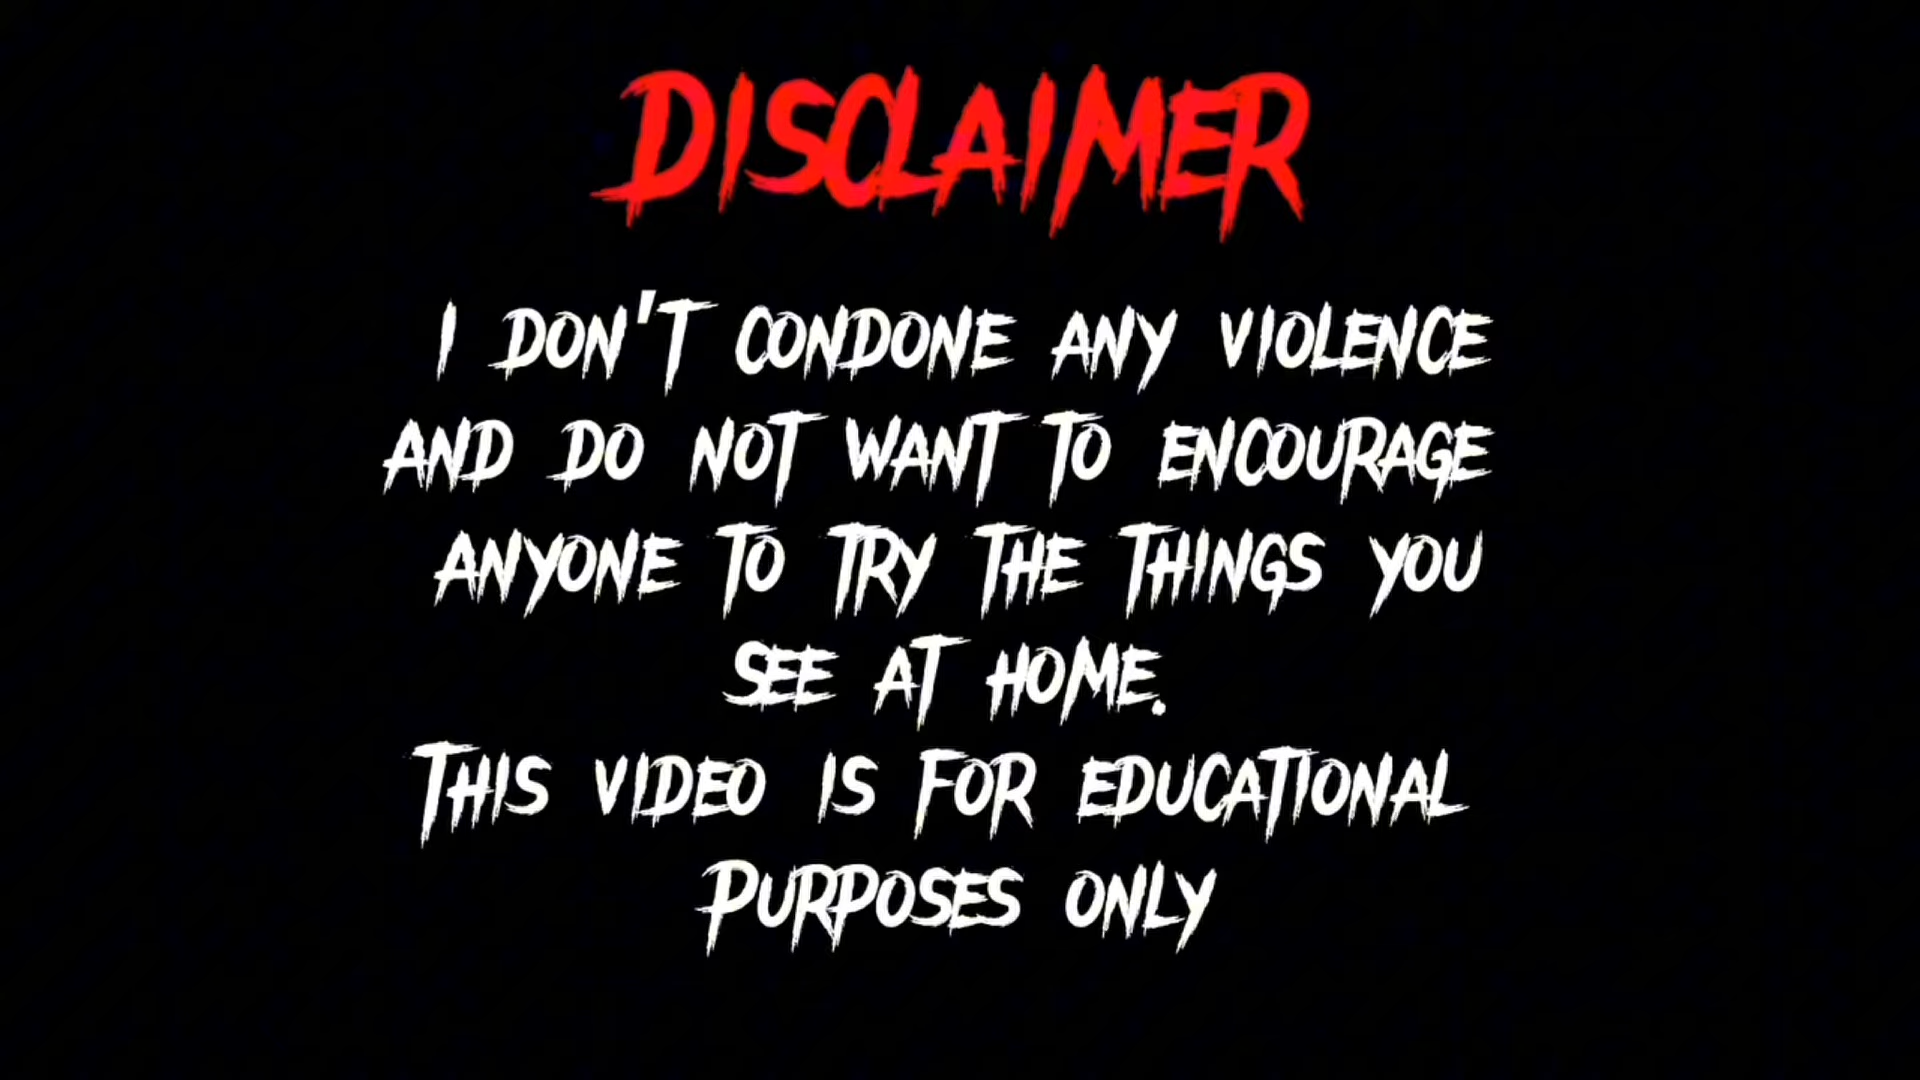 DISCLAIMER
I DON'T CONDONE ANY VIOLENCE
AND DO NOT WANT TO ENCOURAGE
ANYONE TO TRY THE THINGS YOU
SEE AT HOME.
THIS VIDEO IS FOR EDUCATIONAL
PURPOSES ONLY